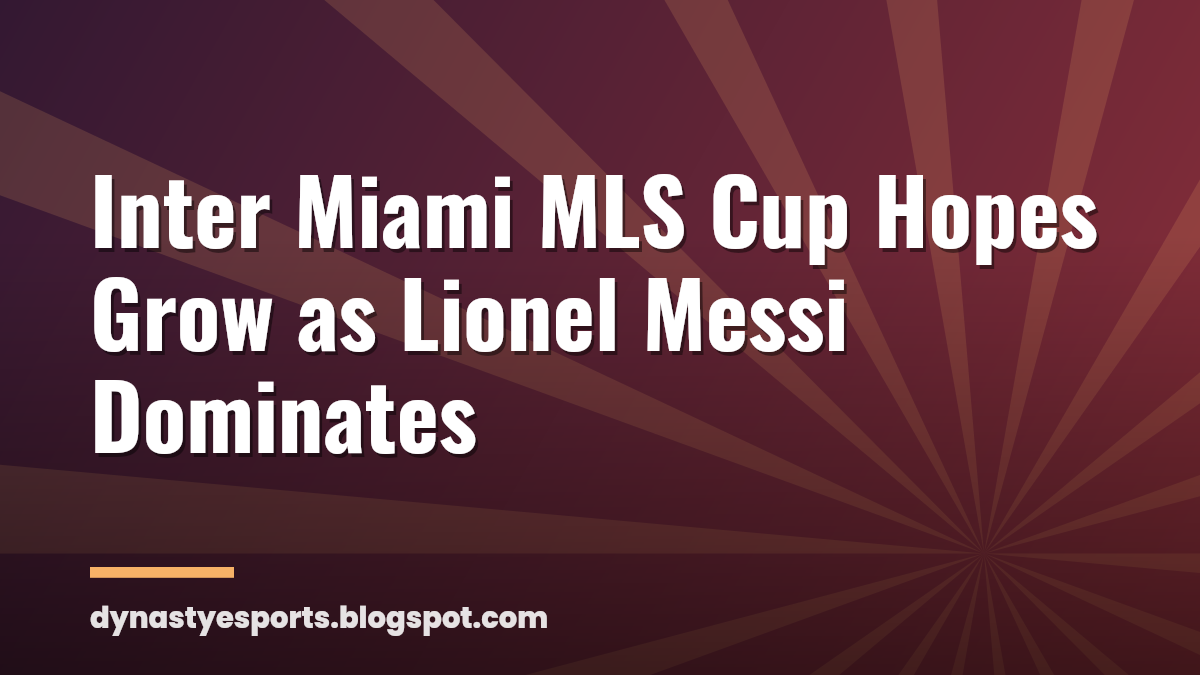 Inter Miami MLS Cup Hopes
Grow as Lionel Messi
Dominates
dynastyesports.blogspot.com